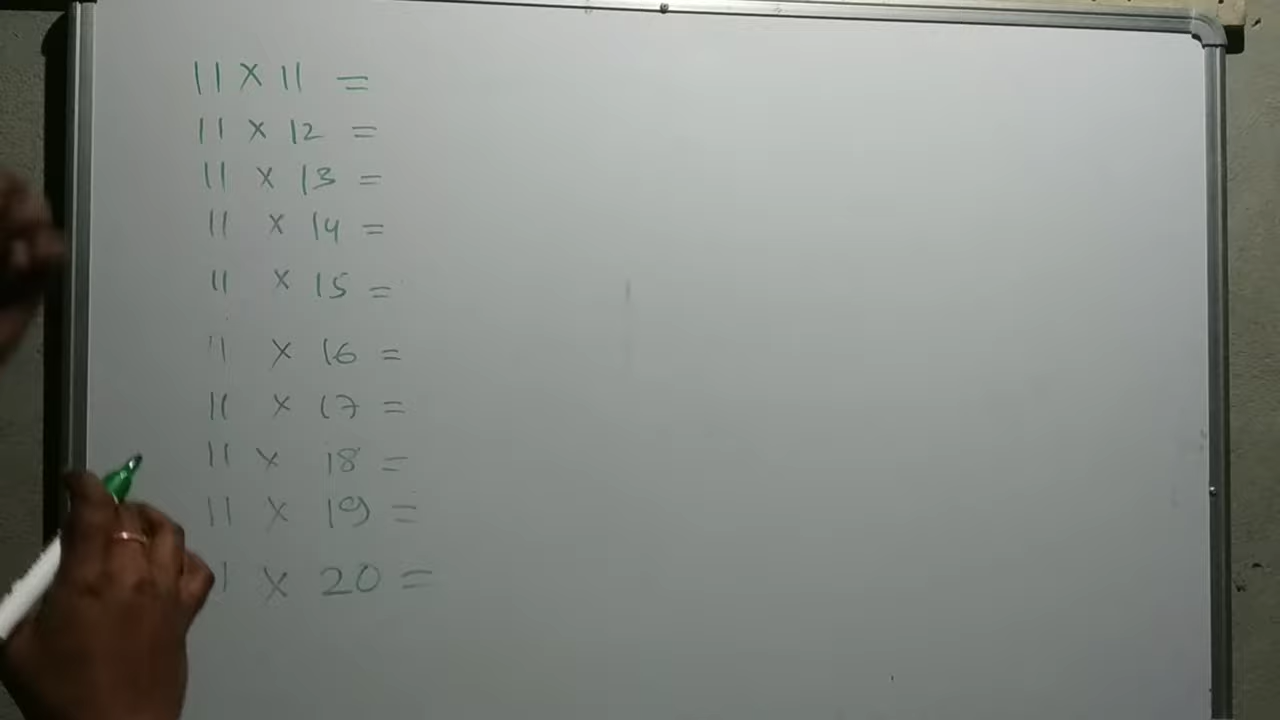 11 × 11 =
11 × 12 =
11 × 13 =
11 × 14 =
11 × 15 =
11 × 16 =
11 × 17 =
11 × 18 =
11 × 19 =
1 × 20 =